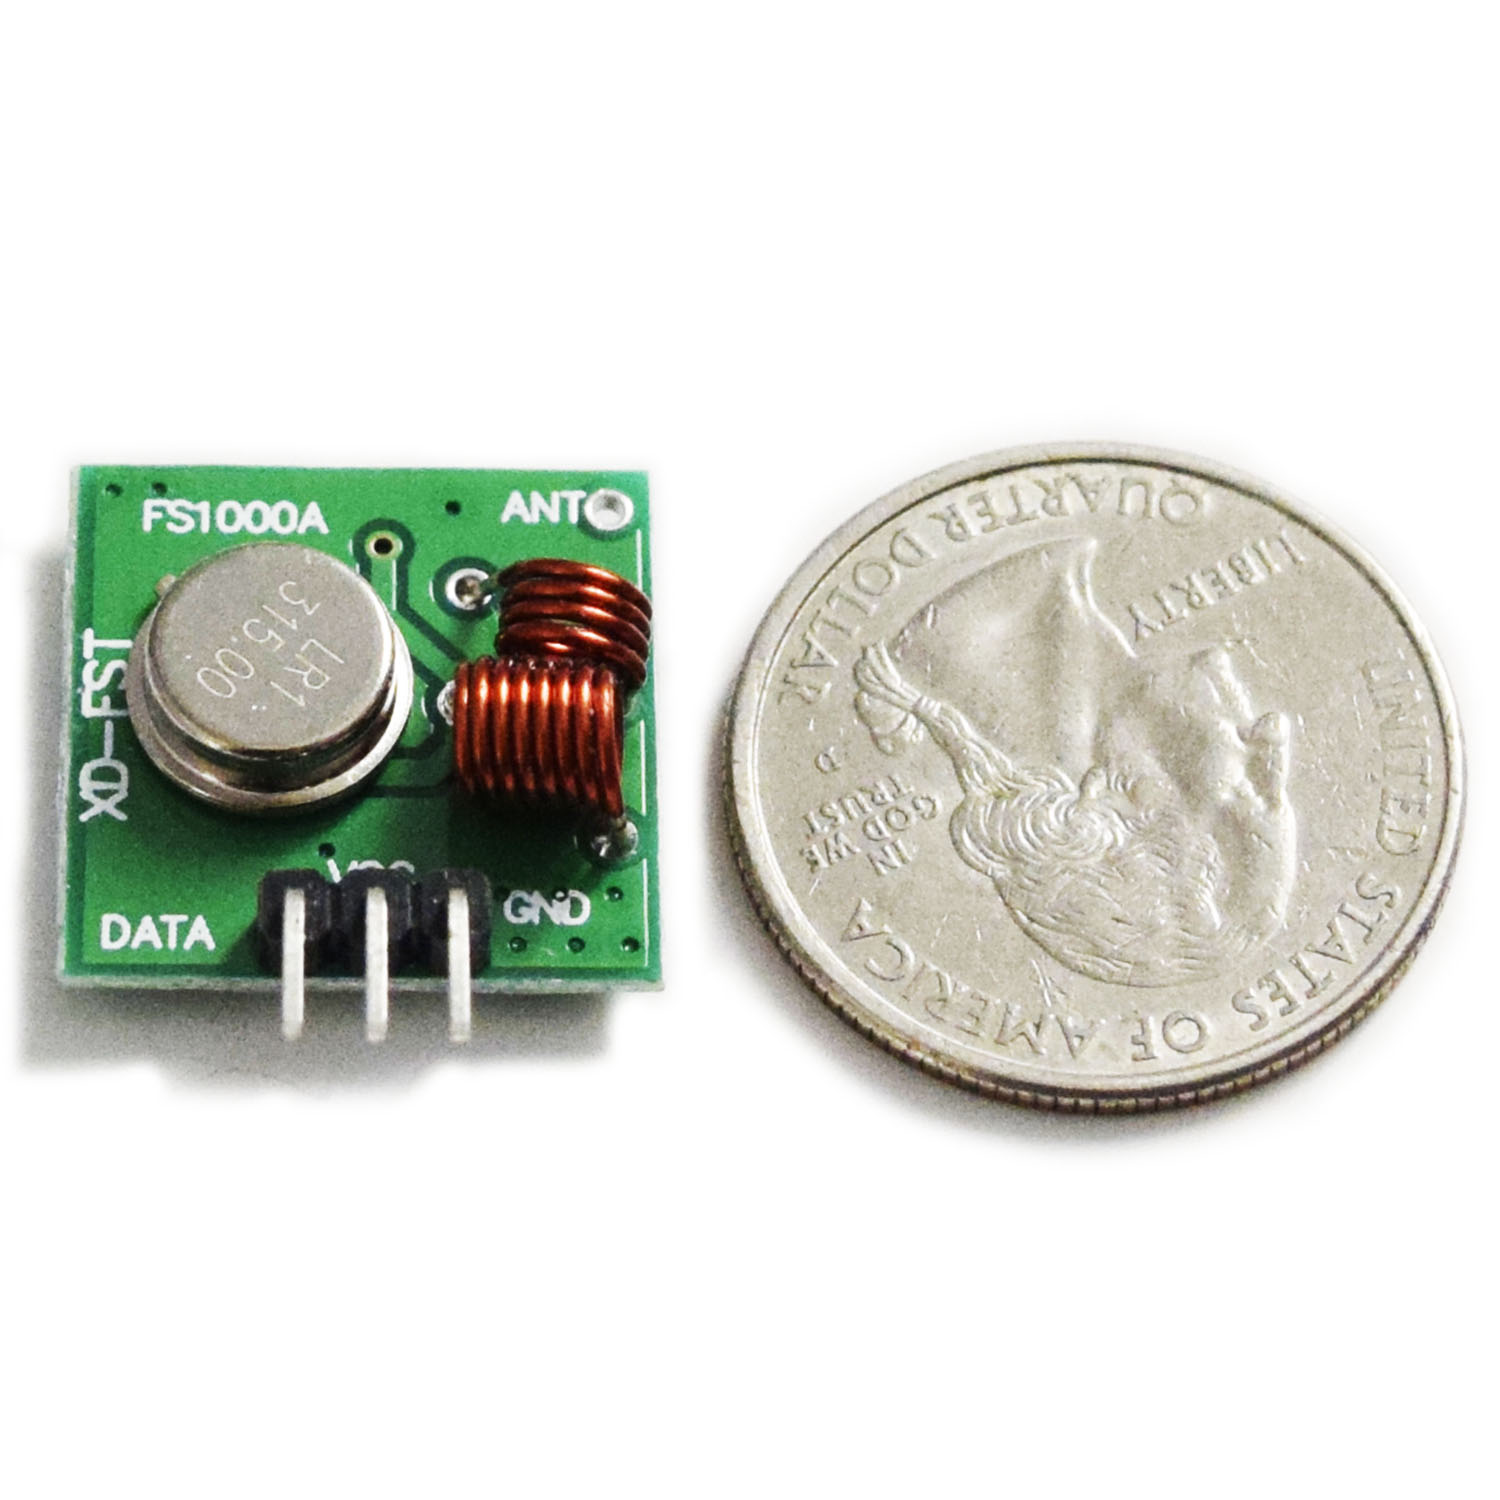 FS1000A
ANT
LR1
315.00
XD-FST
VCC
DATA
GND
QUARTER DOLLAR
LIBERTY
IN
GOD WE
TRUST
D
UNITED STATES OF AMERICA